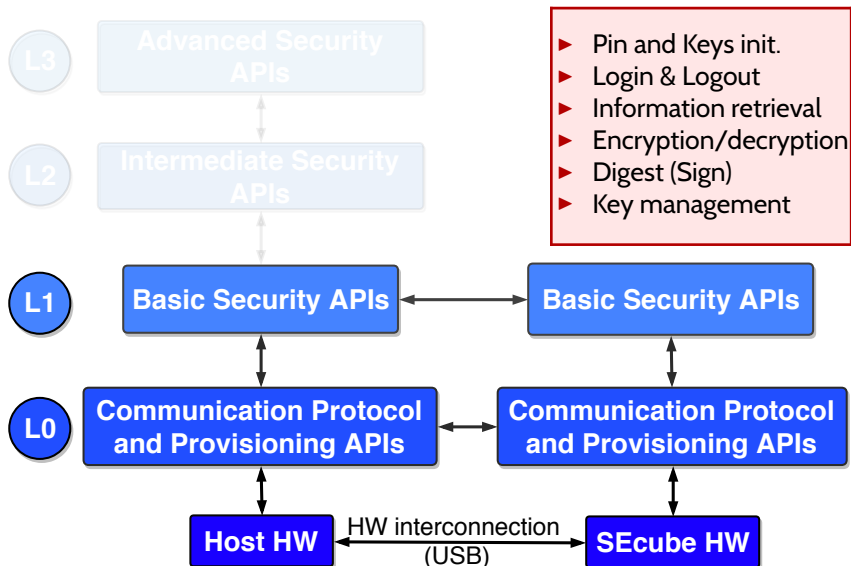 L3
Advanced Security
APIs
L2
Intermediate Security
APIs
► Pin and Keys init.
► Login & Logout
► Information retrieval
► Encryption/decryption
► Digest (Sign)
► Key management
L1
Basic Security APIs
Basic Security APIs
L0
Communication Protocol
and Provisioning APIs
Communication Protocol
and Provisioning APIs
Host HW
HW interconnection
(USB)
SEcube HW